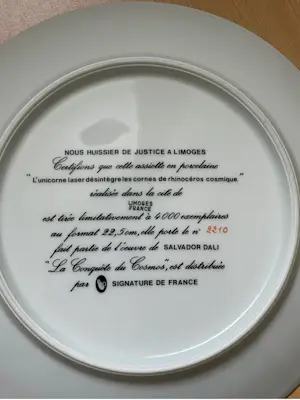 NOUS HUISSIER DE JUSTICE A LIMOGES
Certifions que cette assiette en porcelaine
"L'unicorne laser désintègre les cornes de rhinocéros cosmique."
réalisée dans la cité de
LIMOGES
FRANCE
est tirée limitativement à 4000 exemplaires
au format 22,5cm, elle porte le n° 2210
fait partie de l'oeuvre de SALVADOR DALI
"La Conquête du Cosmos", est distribuée
par SIGNATURE DE FRANCE